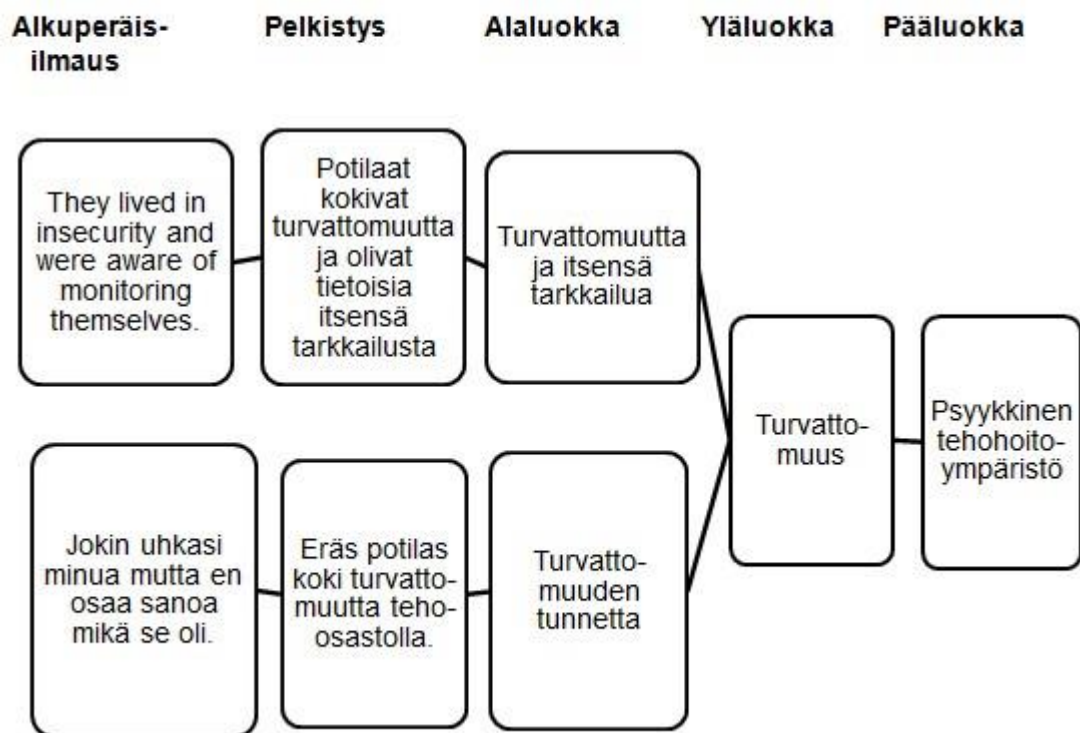 Alkuperäis-
ilmaus
Pelkistys
Alaluokka
Yläluokka
Pääluokka
They lived in
insecurity and
were aware of
monitoring
themselves.
Potilaat
kokivat
turvattomuutta
ja olivat
tietoisia
itsensä
tarkkailusta
Turvattomuutta
ja itsensä
tarkkailua
Jokin uhkasi
minua mutta en
osaa sanoa
mikä se oli.
Eräs potilas
koki turvatto-
muutta teho-
osastolla.
Turvatto-
muuden
tunnetta
Turvatto-
muus
Psyykkinen
tehohoito-
ympäristö